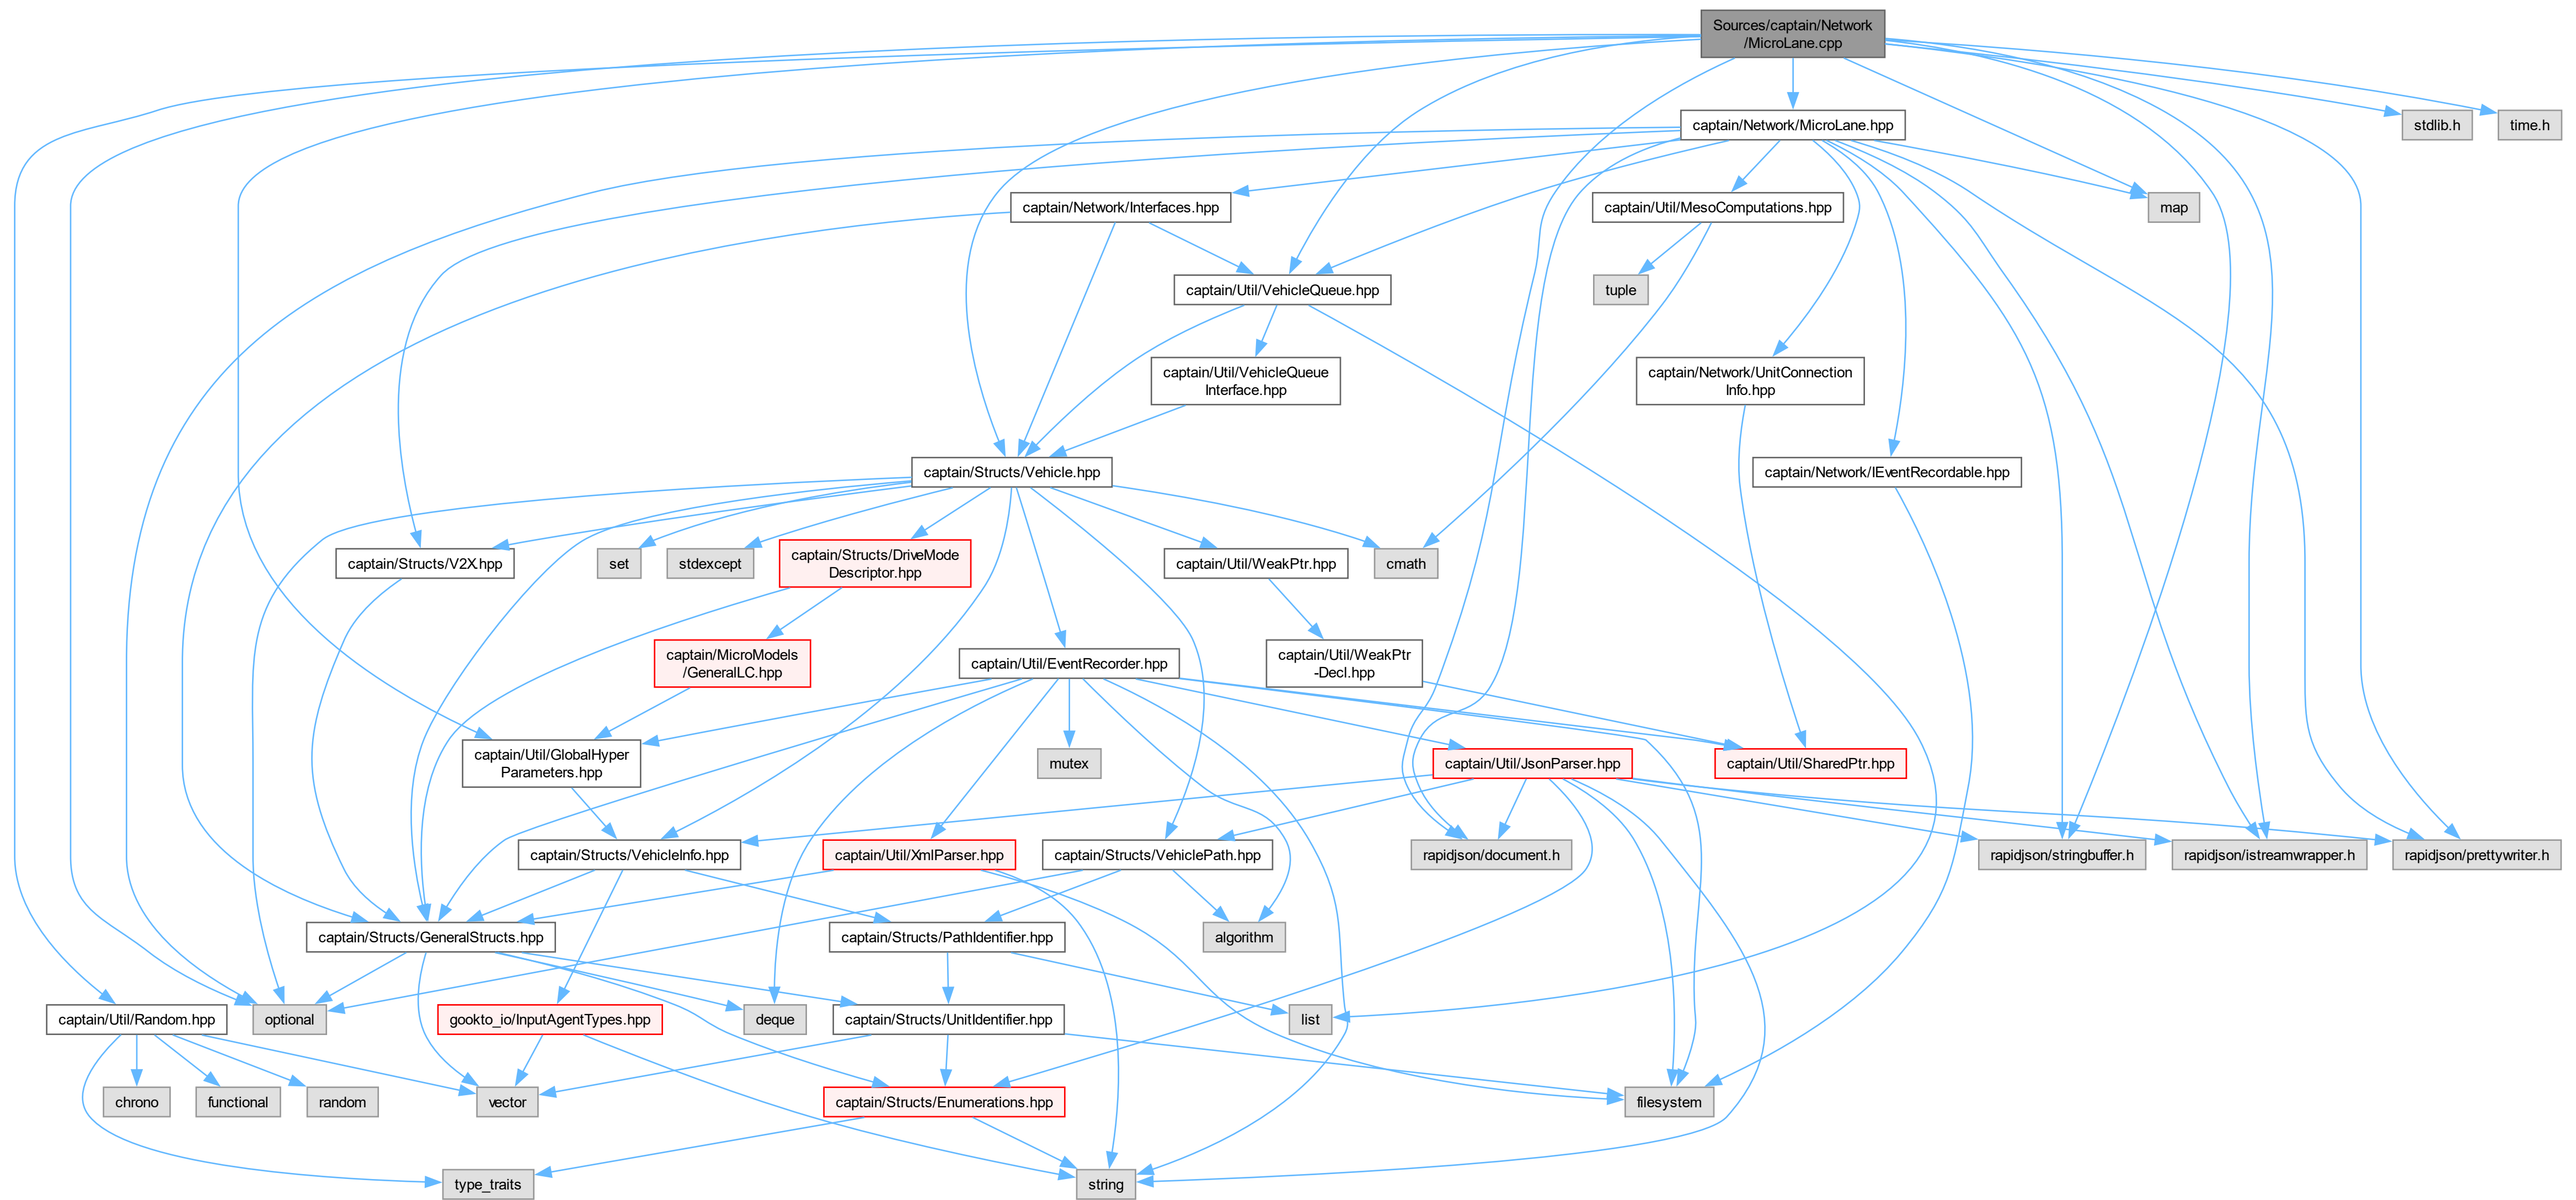 Sources/captain/Network
/MicroLane.cpp
captain/Network/MicroLane.hpp
stdlib.h
time.h
captain/Network/Interfaces.hpp
captain/Util/MesoComputations.hpp
map
captain/Util/VehicleQueue.hpp
tuple
captain/Util/VehicleQueue
Interface.hpp
captain/Network/UnitConnection
Info.hpp
captain/Structs/Vehicle.hpp
captain/Network/IEventRecordable.hpp
captain/Structs/V2X.hpp
set
stdexcept
captain/Structs/DriveMode
Descriptor.hpp
captain/Util/WeakPtr.hpp
cmath
captain/MicroModels
/GeneralLC.hpp
captain/Util/EventRecorder.hpp
captain/Util/WeakPtr
-Decl.hpp
captain/Util/GlobalHyper
Parameters.hpp
mutex
captain/Util/JsonParser.hpp
captain/Util/SharedPtr.hpp
captain/Structs/VehicleInfo.hpp
captain/Util/XmlParser.hpp
captain/Structs/VehiclePath.hpp
rapidjson/document.h
rapidjson/stringbuffer.h
rapidjson/istreamwrapper.h
rapidjson/prettywriter.h
captain/Structs/GeneralStructs.hpp
captain/Structs/PathIdentifier.hpp
algorithm
captain/Util/Random.hpp
optional
gookto_io/InputAgentTypes.hpp
deque
captain/Structs/UnitIdentifier.hpp
list
chrono
functional
random
vector
captain/Structs/Enumerations.hpp
filesystem
type_traits
string